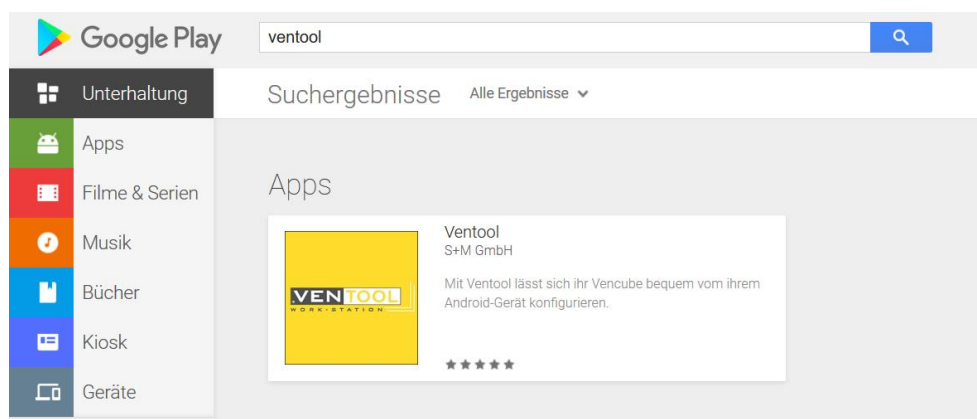 Google Play
ventool
Unterhaltung
Suchergebnisse
Alle Ergebnisse
Apps
Filme & Serien
Musik
Bücher
Kiosk
Geräte
Apps
Ventool
S+M GmbH
Mit Ventool lässt sich ihr Vencube bequem vom ihrem
Android-Gerät konfigurieren.
VENTOOL
WORK-STATION